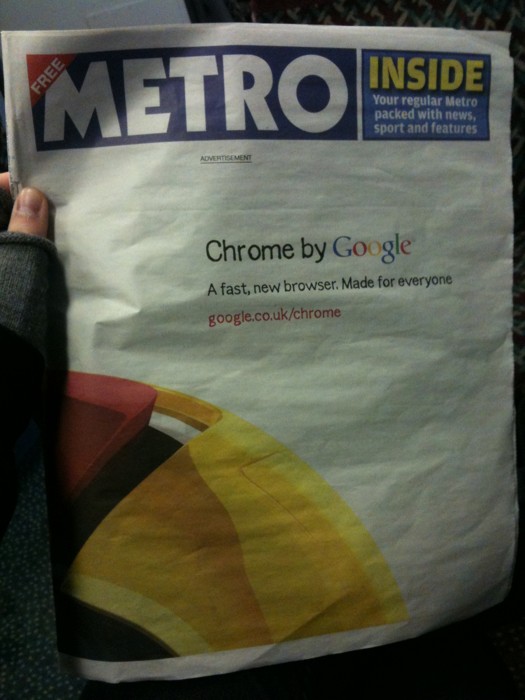 FREE
METRO
INSIDE
Your regular Metro
packed with news,
sport and features
ADVERTISEMENT
Chrome by Google
A fast, new browser. Made for everyone
google.co.uk/chrome